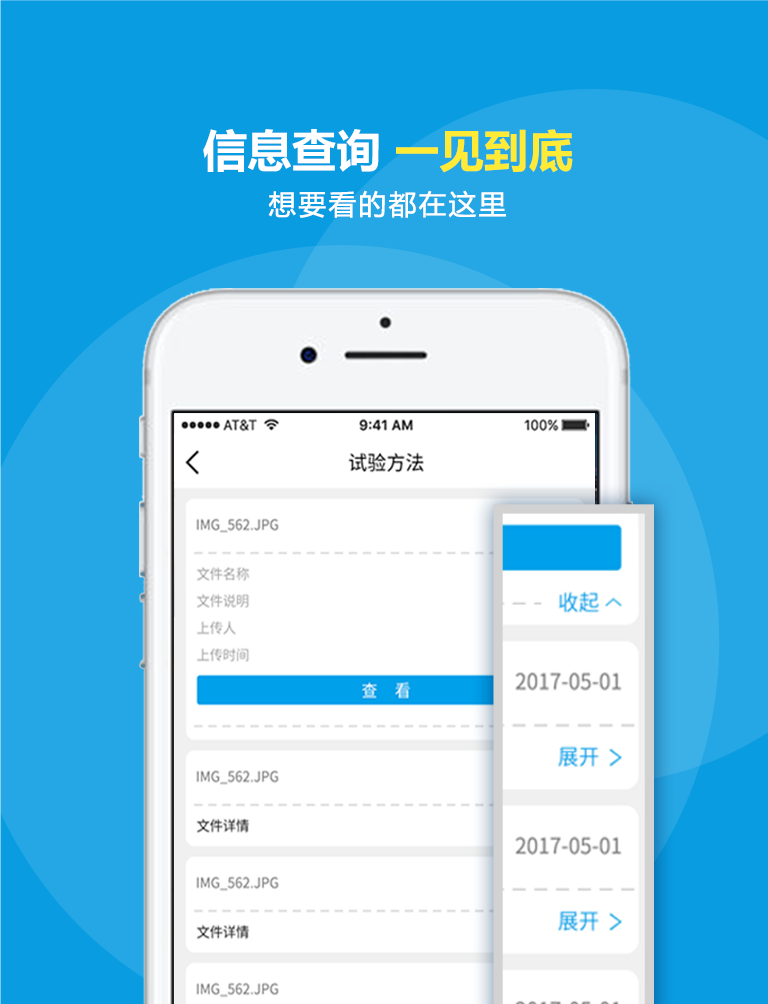 信息查询 一见到底
想要看的都在这里
AT&T 9:41 AM 100%
试验方法
IMG_562.JPG
文件名称
文件说明
上传人
上传时间
查 看
收起
IMG_562.JPG
2017-05-01
文件详情
展开
IMG_562.JPG
2017-05-01
文件详情
展开
IMG_562.JPG